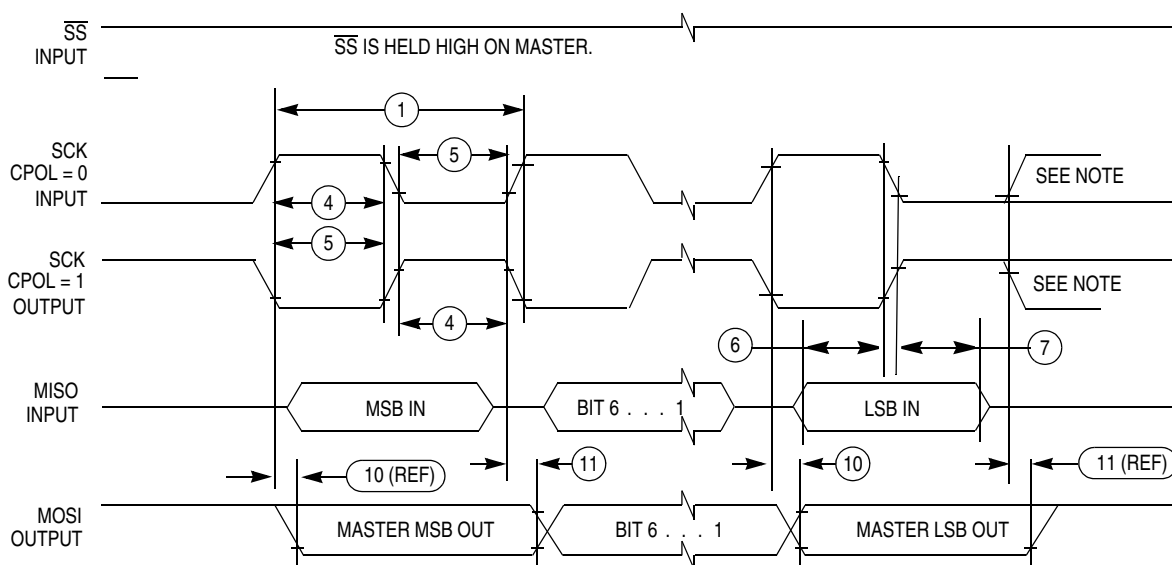 SS
INPUT
SS IS HELD HIGH ON MASTER.
1
SCK
CPOL = 0
INPUT
5
SEE NOTE
4
5
SCK
CPOL = 1
OUTPUT
SEE NOTE
4
6
7
MISO
INPUT
MSB IN
BIT 6 . . . 1
LSB IN
10 (REF)
11
10
11 (REF)
MOSI
OUTPUT
MASTER MSB OUT
BIT 6 . . . 1
MASTER LSB OUT